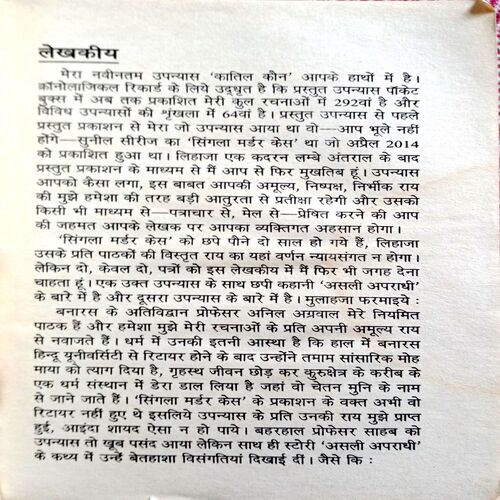 लेखकीय
मेरा नवीनतम उपन्यास ‘कातिल कौन’ आपके हाथों में है।
क्रॉनोलाजिकल रिकार्ड के लिये उद्धृत है कि प्रस्तुत उपन्यास पॉकेट
बुक्स में अब तक प्रकाशित मेरी कुल रचनाओं में 292वां है और
विविध उपन्यासों की शृंखला में 64वां है। प्रस्तुत उपन्यास से पहले
प्रस्तुत प्रकाशन से मेरा जो उपन्यास आया था वो—आप भूले नहीं
होंगे—सुनील सीरीज का ‘सिंगला मर्डर केस’ था जो अप्रैल 2014
को प्रकाशित हुआ था। लिहाजा एक कदरन लम्बे अंतराल के बाद
प्रस्तुत प्रकाशन के माध्यम से मैं आप से फिर मुखातिब हूं। उपन्यास
आपको कैसा लगा, इस बाबत आपकी अमूल्य, निष्पक्ष, निर्भीक राय
की मुझे हमेशा की तरह बड़ी आतुरता से प्रतीक्षा रहेगी और उसको
किसी भी माध्यम से—पत्राचार से, मेल से—प्रेषित करने की आप
की जहमत आपके लेखक पर आपका व्यक्तिगत अहसान होगा।
‘सिंगला मर्डर केस’ को छपे पौने दो साल हो गये हैं, लिहाजा
उसके प्रति पाठकों की विस्तृत राय का यहां वर्णन न्यायसंगत न होगा।
लेकिन दो, केवल दो, पत्रों को इस लेखकीय में मैं फिर भी जगह देना
चाहता हूं। एक उक्त उपन्यास के साथ छपी कहानी ‘असली अपराधी’
के बारे में है और दूसरा उपन्यास के बारे में है। मुलाहजा फरमाइये :
बनारस के अतिविद्वान प्रोफेसर अनिल अग्रवाल मेरे नियमित
पाठक हैं और हमेशा मुझे मेरी रचनाओं के प्रति अपनी अमूल्य राय
से नवाजते हैं। धर्म में उनकी इतनी आस्था है कि हाल में बनारस
हिन्दू यूनीवर्सिटी से रिटायर होने के बाद उन्होंने तमाम सांसारिक मोह
माया को त्याग दिया है, गृहस्थ जीवन छोड़ कर कुरुक्षेत्र के करीब के
एक धर्म संस्थान में डेरा डाल लिया है जहां वो चेतन मुनि के नाम
से जाने जाते हैं। ‘सिंगला मर्डर केस’ के प्रकाशन के वक्त अभी वो
रिटायर नहीं हुए थे इसलिये उपन्यास के प्रति उनकी राय मुझे प्राप्त
हुई, आइंदा शायद ऐसा न हो पाये। बहरहाल प्रोफेसर साहब को
उपन्यास तो खूब पसंद आया लेकिन साथ ही स्टोरी ‘असली अपराधी’
के कथ्य में उन्हें बेतहाशा विसंगतियां दिखाई दीं। जैसे कि :